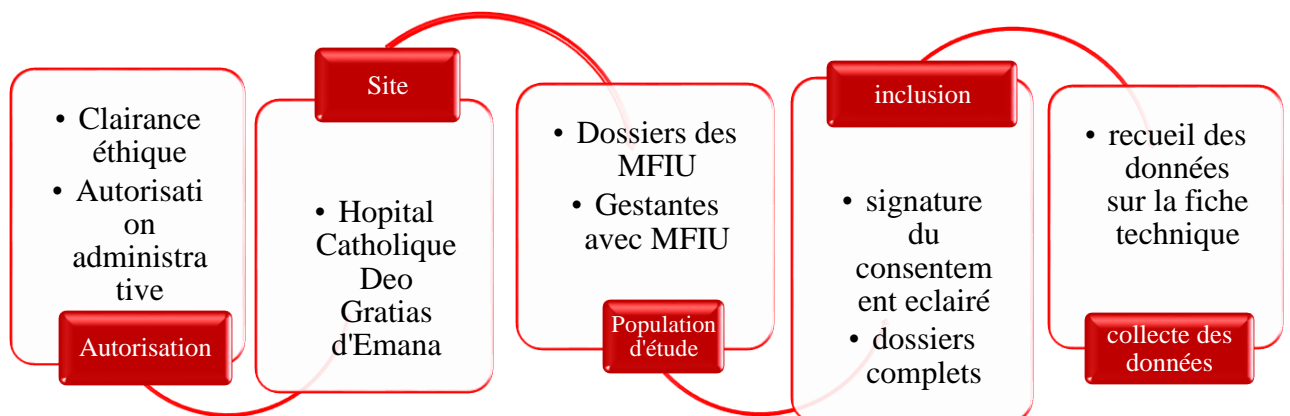 • Clairance
éthique
• Autorisati
on
administra
tive
Autorisation
Site
• Hopital
Catholique
Deo
Gratias
d'Emana
• Dossiers des
MFIU
• Gestantes
avec MFIU
Population
d'étude
inclusion
• signature
du
consentem
ent eclairé
• dossiers
complets
• recueil des
données
sur la fiche
technique
collecte des
données